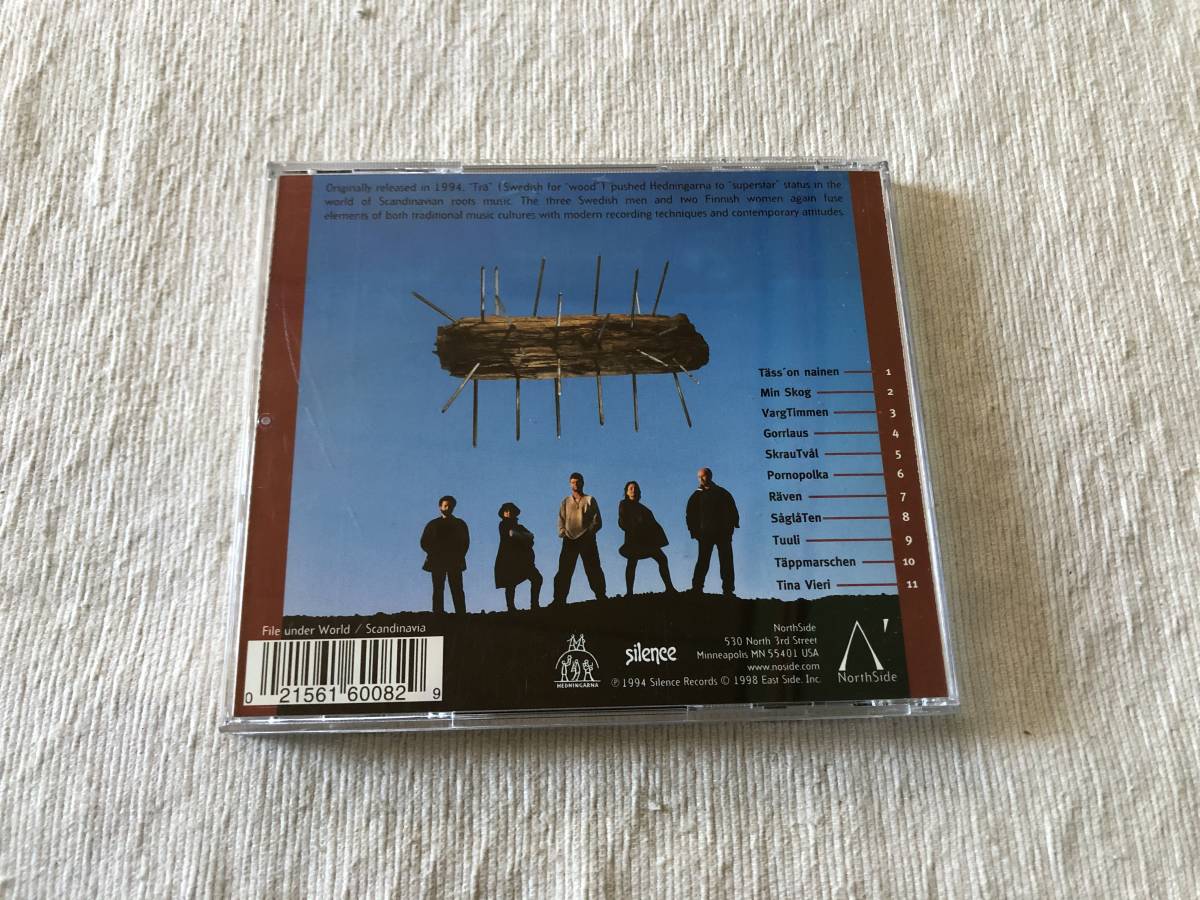 Originally released in 1994, "Trä" (Swedish for "wood") pushed Hedningarna to "superstar" status in the
world of Scandinavian roots music. The three Swedish men and two Finnish women again fuse
elements of both traditional music cultures with modern recording techniques and contemporary attitudes.
Täss´on nainen 1
Min Skog 2
VargTimmen 3
Gorrlaus 4
SkrauTvål 5
Pornopolka 6
Räven 7
SåglåTen 8
Tuuli 9
Täppmarschen 10
Tina Vieri 11
File under World / Scandinavia
0 21561 60082 9
HEDNINGARNA
silence
NorthSide
530 North 3rd Street
Minneapolis MN 55401 USA
www.noside.com
℗ 1994 Silence Records © 1998 East Side, Inc.
NorthSide